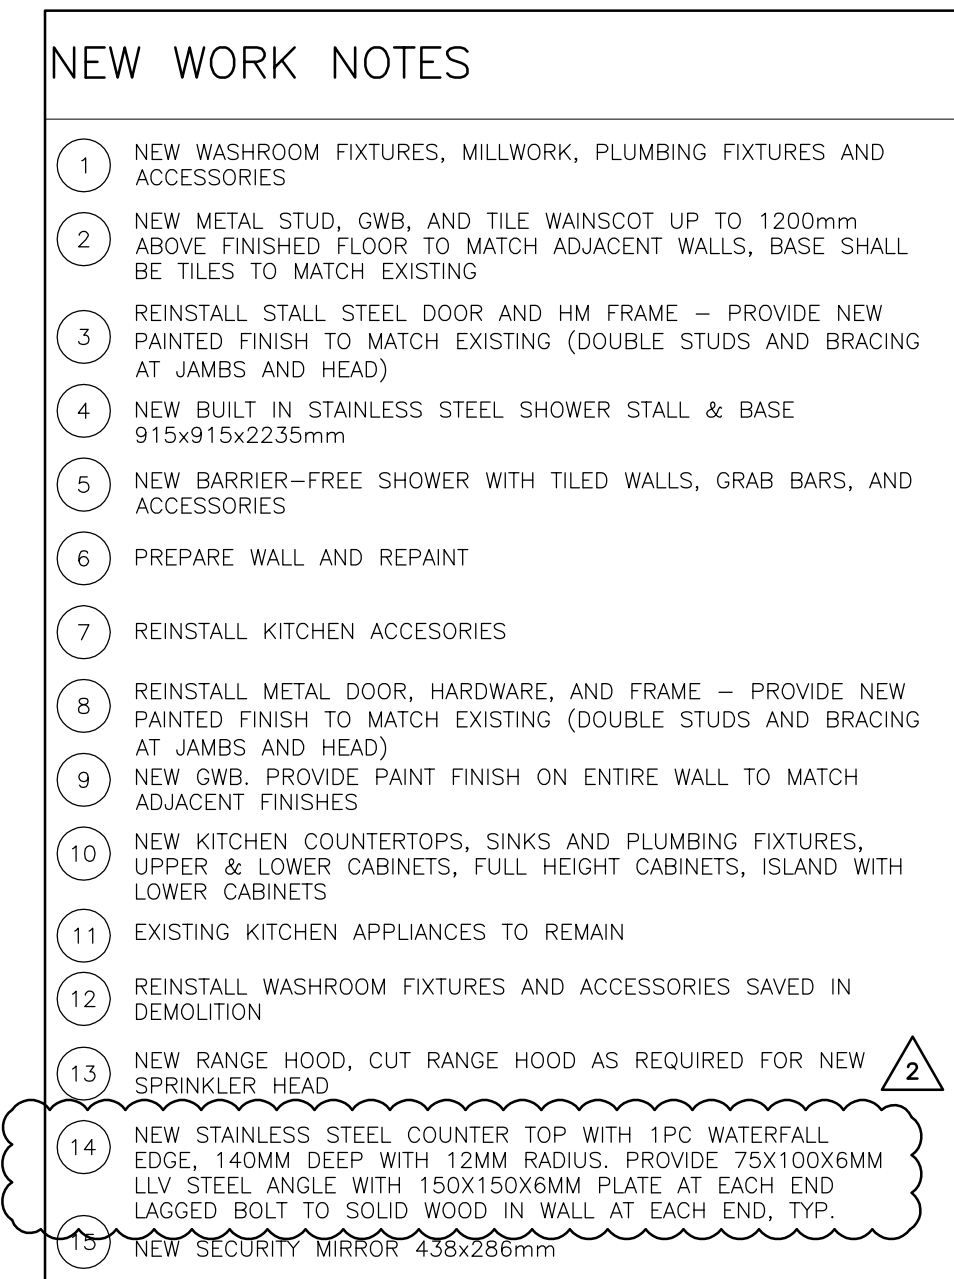 NEW WORK NOTES
1 NEW WASHROOM FIXTURES, MILLWORK, PLUMBING FIXTURES AND
ACCESSORIES
2 NEW METAL STUD, GWB, AND TILE WAINSCOT UP TO 1200mm
ABOVE FINISHED FLOOR TO MATCH ADJACENT WALLS, BASE SHALL
BE TILES TO MATCH EXISTING
3 REINSTALL STALL STEEL DOOR AND HM FRAME – PROVIDE NEW
PAINTED FINISH TO MATCH EXISTING (DOUBLE STUDS AND BRACING
AT JAMBS AND HEAD)
4 NEW BUILT IN STAINLESS STEEL SHOWER STALL & BASE
915x915x2235mm
5 NEW BARRIER–FREE SHOWER WITH TILED WALLS, GRAB BARS, AND
ACCESSORIES
6 PREPARE WALL AND REPAINT
7 REINSTALL KITCHEN ACCESORIES
8 REINSTALL METAL DOOR, HARDWARE, AND FRAME – PROVIDE NEW
PAINTED FINISH TO MATCH EXISTING (DOUBLE STUDS AND BRACING
AT JAMBS AND HEAD)
9 NEW GWB. PROVIDE PAINT FINISH ON ENTIRE WALL TO MATCH
ADJACENT FINISHES
10 NEW KITCHEN COUNTERTOPS, SINKS AND PLUMBING FIXTURES,
UPPER & LOWER CABINETS, FULL HEIGHT CABINETS, ISLAND WITH
LOWER CABINETS
11 EXISTING KITCHEN APPLIANCES TO REMAIN
12 REINSTALL WASHROOM FIXTURES AND ACCESSORIES SAVED IN
DEMOLITION
13 NEW RANGE HOOD, CUT RANGE HOOD AS REQUIRED FOR NEW
SPRINKLER HEAD
2
14 NEW STAINLESS STEEL COUNTER TOP WITH 1PC WATERFALL
EDGE, 140MM DEEP WITH 12MM RADIUS. PROVIDE 75X100X6MM
LLV STEEL ANGLE WITH 150X150X6MM PLATE AT EACH END
LAGGED BOLT TO SOLID WOOD IN WALL AT EACH END, TYP.
15 NEW SECURITY MIRROR 438x286mm